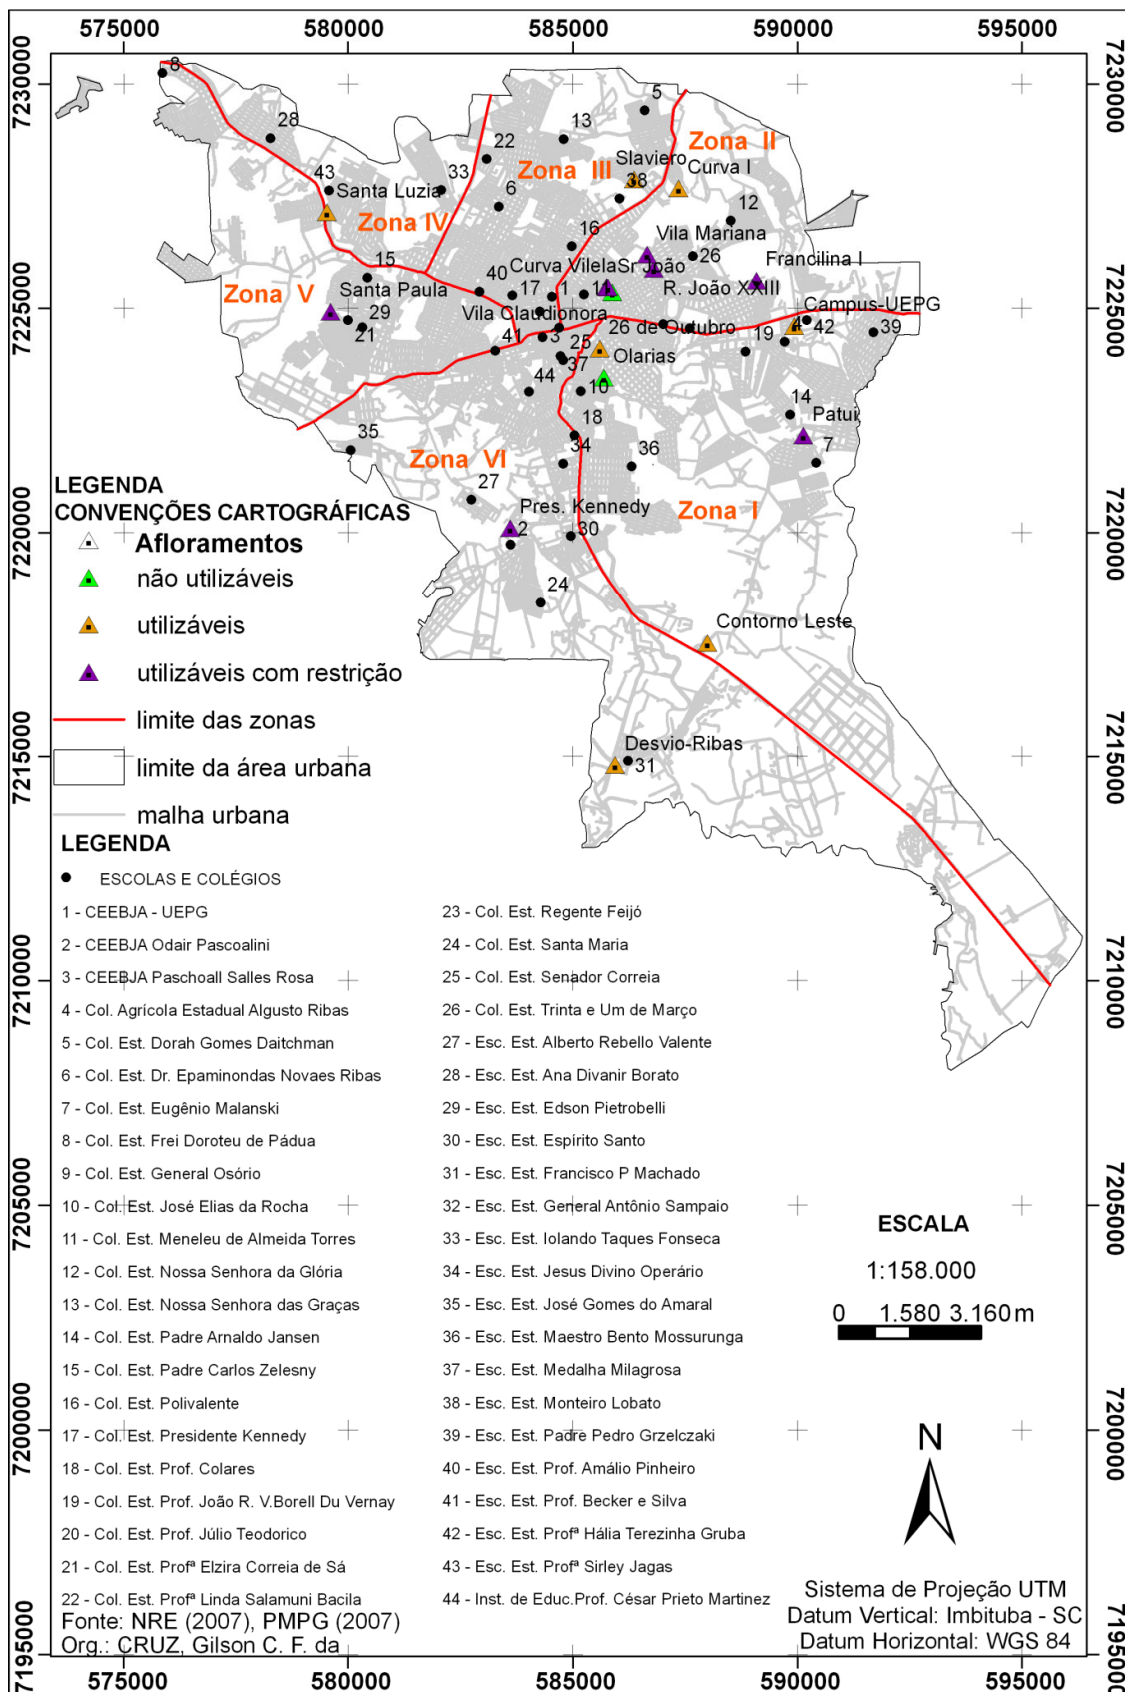 575000 580000 585000 590000 595000
7230000
7225000
7220000
7215000
7210000
7205000
7200000
7195000
7230000
7225000
7220000
7215000
7210000
7205000
7200000
7195000
8
5
28
13
22
Zona II
Slaviero
43
33
Zona III
38
Curva I
Santa Luzia
6
Zona IV
12
16
Vila Mariana
15
40
Curva Vilela
Sr João
26
Francilina I
Zona V
Santa Paula
17
1
11
R. João XXIII
29
Vila Claudionora
Campus-UEPG
21
41
3
26 de Outubro
19
4
42
39
25
Olarias
37
44
10
14
Patui
18
35
34
36
7
Zona VI
27
Pres. Kennedy
Zona I
2
30
24
Contorno Leste
Desvio-Ribas
31
LEGENDA
CONVENÇÕES CARTOGRÁFICAS
Afloramentos
não utilizáveis
utilizáveis
utilizáveis com restrição
limite das zonas
limite da área urbana
malha urbana
LEGENDA
ESCOLAS E COLÉGIOS
1 - CEEBJA - UEPG
2 - CEEBJA Odair Pascoalini
3 - CEEBJA Paschoall Salles Rosa
4 - Col. Agrícola Estadual Algusto Ribas
5 - Col. Est. Dorah Gomes Daitchman
6 - Col. Est. Dr. Epaminondas Novaes Ribas
7 - Col. Est. Eugênio Malanski
8 - Col. Est. Frei Doroteu de Pádua
9 - Col. Est. General Osório
10 - Col. Est. José Elias da Rocha
11 - Col. Est. Meneleu de Almeida Torres
12 - Col. Est. Nossa Senhora da Glória
13 - Col. Est. Nossa Senhora das Graças
14 - Col. Est. Padre Arnaldo Jansen
15 - Col. Est. Padre Carlos Zelesny
16 - Col. Est. Polivalente
17 - Col. Est. Presidente Kennedy
18 - Col. Est. Prof. Colares
19 - Col. Est. Prof. João R. V.Borell Du Vernay
20 - Col. Est. Prof. Júlio Teodorico
21 - Col. Est. Profª Elzira Correia de Sá
22 - Col. Est. Profª Linda Salamuni Bacila
23 - Col. Est. Regente Feijó
24 - Col. Est. Santa Maria
25 - Col. Est. Senador Correia
26 - Col. Est. Trinta e Um de Março
27 - Esc. Est. Alberto Rebello Valente
28 - Esc. Est. Ana Divanir Borato
29 - Esc. Est. Edson Pietrobelli
30 - Esc. Est. Espírito Santo
31 - Esc. Est. Francisco P Machado
32 - Esc. Est. General Antônio Sampaio
33 - Esc. Est. Iolando Taques Fonseca
34 - Esc. Est. Jesus Divino Operário
35 - Esc. Est. José Gomes do Amaral
36 - Esc. Est. Maestro Bento Mossurunga
37 - Esc. Est. Medalha Milagrosa
38 - Esc. Est. Monteiro Lobato
39 - Esc. Est. Padre Pedro Grzelczaki
40 - Esc. Est. Prof. Amálio Pinheiro
41 - Esc. Est. Prof. Becker e Silva
42 - Esc. Est. Profª Hália Terezinha Gruba
43 - Esc. Est. Profª Sirley Jagas
44 - Inst. de Educ.Prof. César Prieto Martinez
Fonte: NRE (2007), PMPG (2007)
Org.: CRUZ, Gilson C. F. da
ESCALA
1:158.000
0 1.580 3.160 m
N
Sistema de Projeção UTM
Datum Vertical: Imbituba - SC
Datum Horizontal: WGS 84
575000 580000 585000 590000 595000